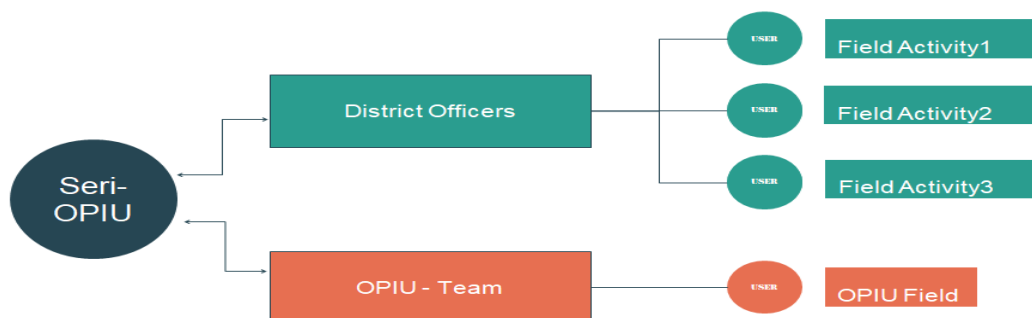 USER
Field Activity1
District Officers
USER
Field Activity2
Seri-
OPIU
USER
Field Activity3
OPIU - Team
USER
OPIU Field